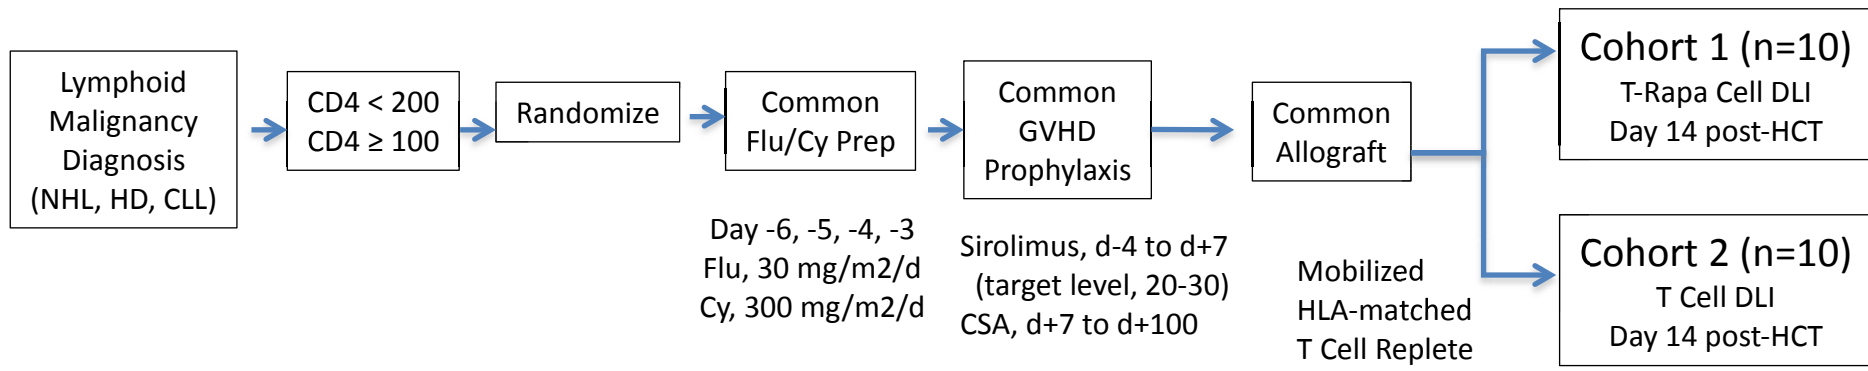 Lymphoid
Malignancy
Diagnosis
(NHL, HD, CLL)
CD4 < 200
CD4 ≥ 100
Randomize
Common
Flu/Cy Prep
Day -6, -5, -4, -3
Flu, 30 mg/m2/d
Cy, 300 mg/m2/d
Common
GVHD
Prophylaxis
Sirolimus, d-4 to d+7
(target level, 20-30)
CSA, d+7 to d+100
Common
Allograft
Mobilized
HLA-matched
T Cell Replete
Cohort 1 (n=10)
T-Rapa Cell DLI
Day 14 post-HCT
Cohort 2 (n=10)
T Cell DLI
Day 14 post-HCT